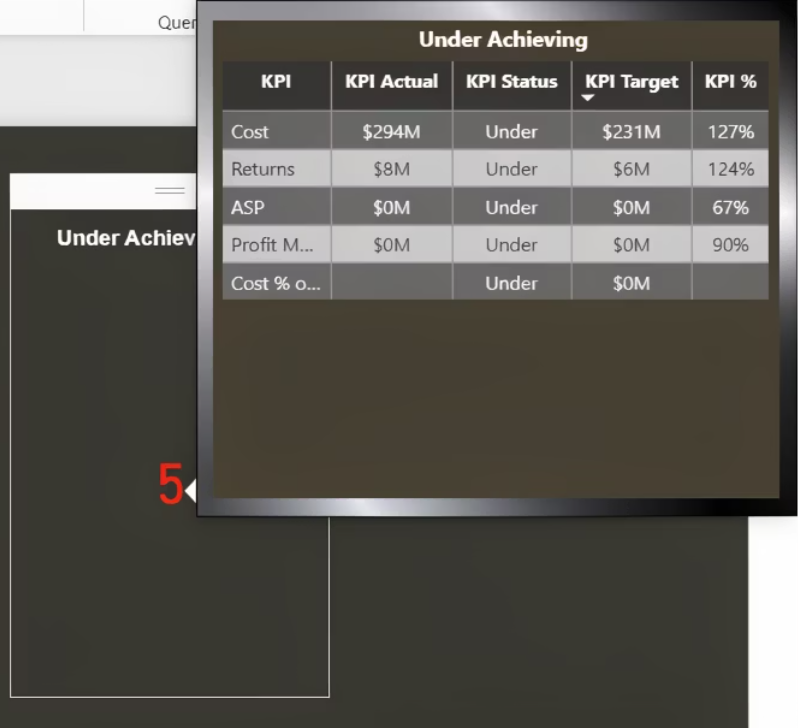 Quer
Under Achieving
KPI KPI Actual KPI Status KPI Target KPI %
Cost $294M Under $231M 127%
Returns $8M Under $6M 124%
ASP $0M Under $0M 67%
Profit M... $0M Under $0M 90%
Cost % o... Under $0M
Under Achiev
5